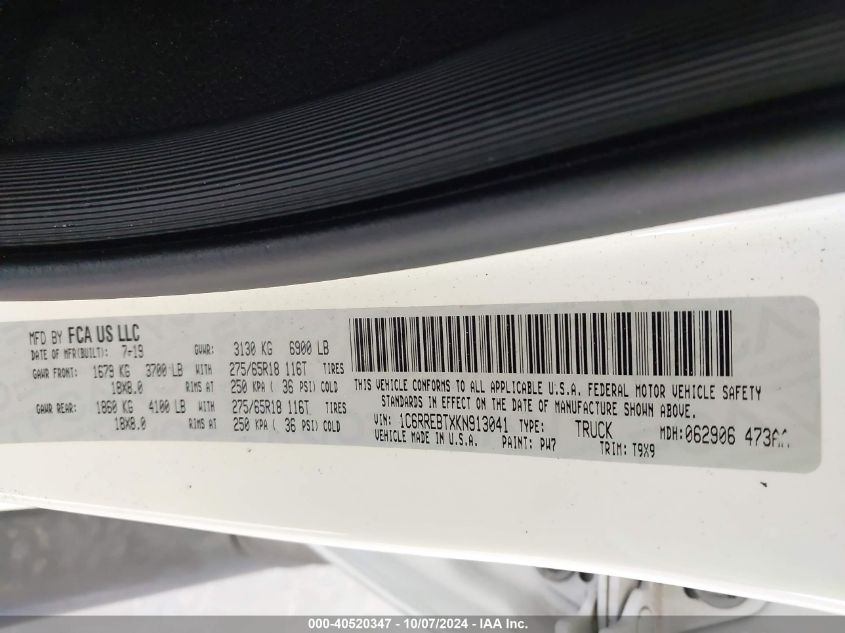 MFD BY FCA US LLC
DATE OF MFR(BUILT): 7-19 GVWR: 3130 KG 6900 LB
GAWR FRONT: 1679 KG 3700 LB WITH 275/65R18 116T TIRES
18X8.0 RIMS AT 250 KPA ( 36 PSI) COLD
GAWR REAR: 1860 KG 4100 LB WITH 275/65R18 116T TIRES
18X8.0 RIMS AT 250 KPA ( 36 PSI) COLD
THIS VEHICLE CONFORMS TO ALL APPLICABLE U.S.A. FEDERAL MOTOR VEHICLE SAFETY
STANDARDS IN EFFECT ON THE DATE OF MANUFACTURE SHOWN ABOVE.
VIN: 1C6RREBTXKN913041 TYPE: TRUCK MDH: 062906
VEHICLE MADE IN U.S.A. PAINT: PW7 TRIM: T9X9
000-40520347 - 10/07/2024 - IAA Inc.